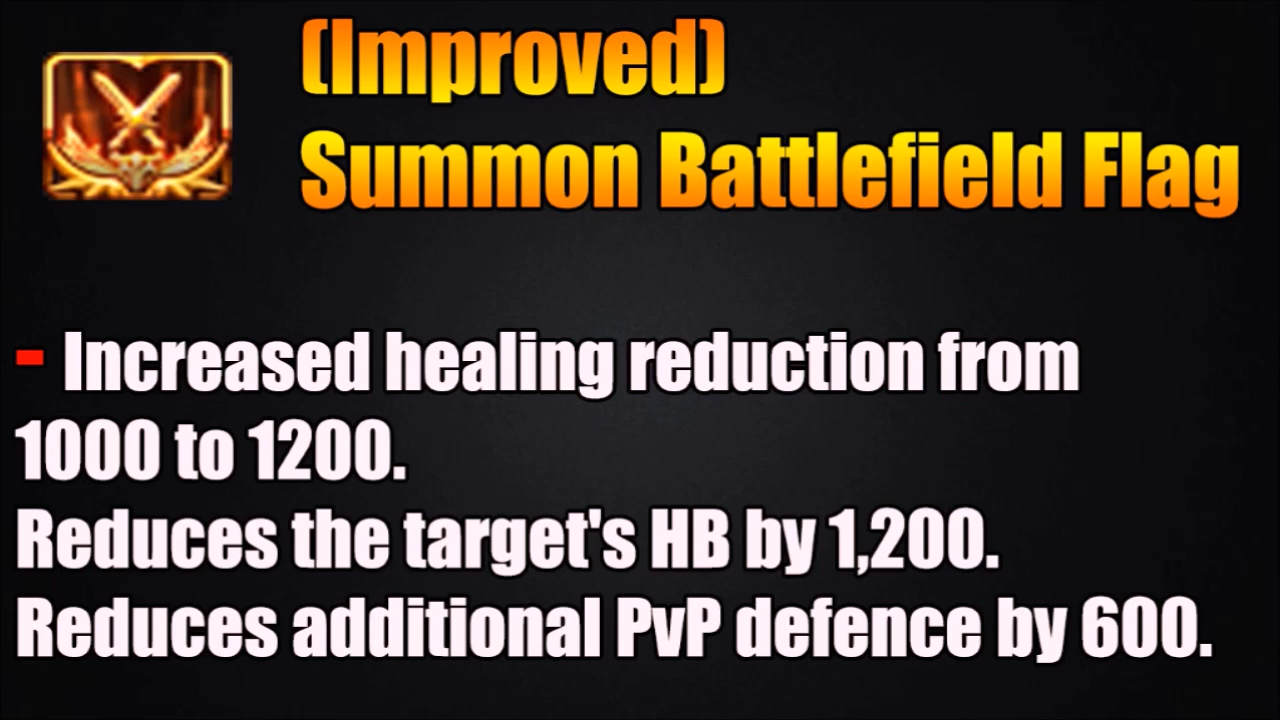 (Improved)
Summon Battlefield Flag
- Increased healing reduction from
1000 to 1200.
Reduces the target's HB by 1,200.
Reduces additional PvP defence by 600.